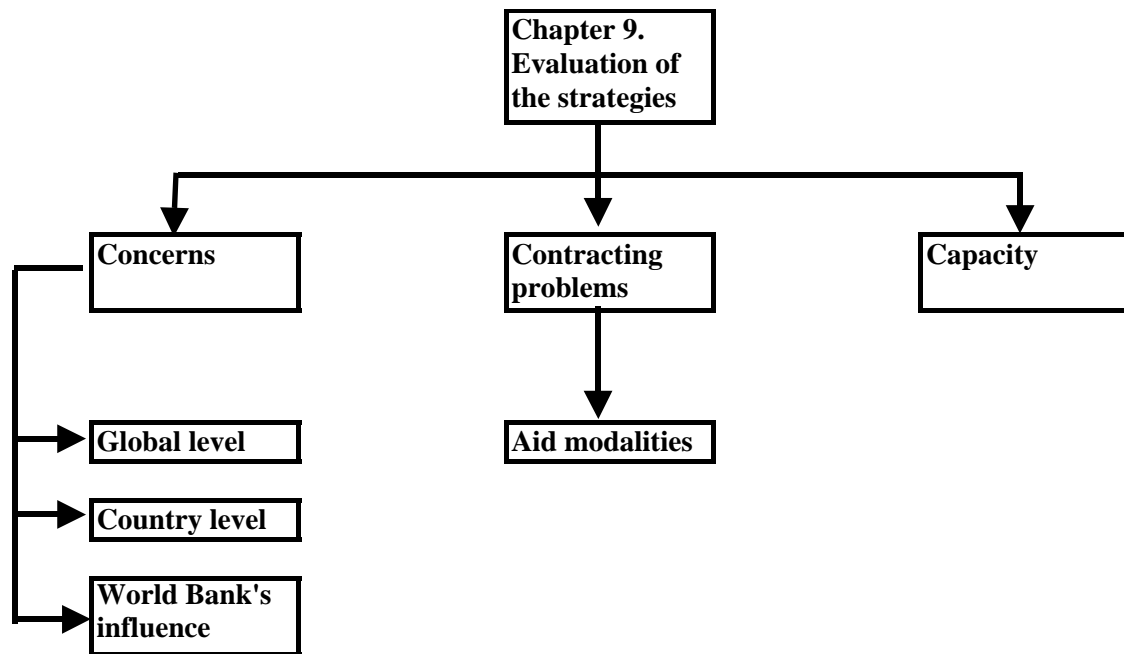 Chapter 9.
Evaluation of
the strategies
Concerns
Contracting
problems
Capacity
Global level
Aid modalities
Country level
World Bank's
influence